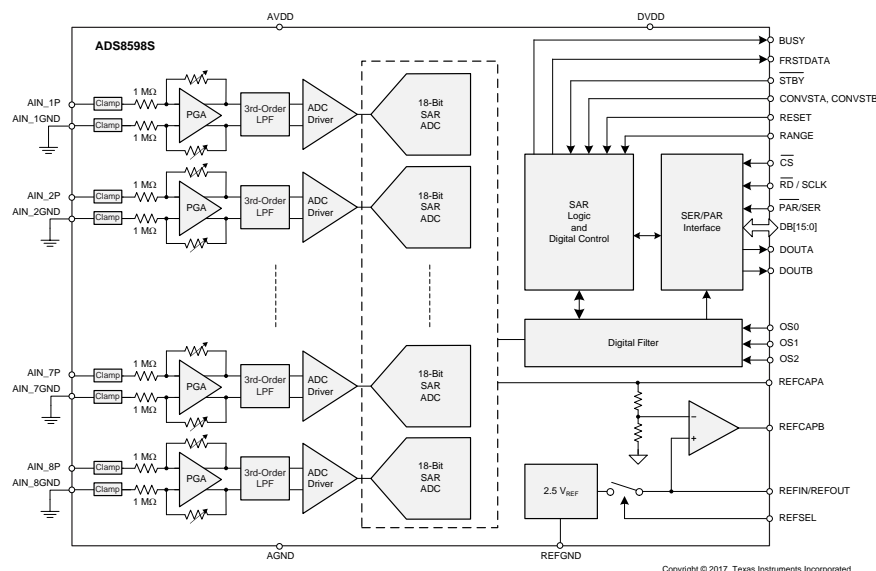 AVDD
DVDD
ADS8598S
BUSY
FRSTDATA
STBY
CONVSTA, CONVSTB
RESET
RANGE
CS
RD / SCLK
PAR/SER
DB[15:0]
DOUTA
DOUTB
OS0
OS1
OS2
REFCAPA
REFCAPB
REFIN/REFOUT
REFSEL
AIN_1P
AIN_1GND
Clamp
Clamp
1 MΩ
1 MΩ
PGA
3rd-Order
LPF
ADC
Driver
18-Bit
SAR
ADC
AIN_2P
AIN_2GND
Clamp
Clamp
1 MΩ
1 MΩ
PGA
3rd-Order
LPF
ADC
Driver
18-Bit
SAR
ADC
AIN_7P
AIN_7GND
Clamp
Clamp
1 MΩ
1 MΩ
PGA
3rd-Order
LPF
ADC
Driver
18-Bit
SAR
ADC
AIN_8P
AIN_8GND
Clamp
Clamp
1 MΩ
1 MΩ
PGA
3rd-Order
LPF
ADC
Driver
18-Bit
SAR
ADC
SAR
Logic
and
Digital Control
SER/PAR
Interface
Digital Filter
2.5 VREF
−
+
AGND
REFGND
Copyright © 2017, Texas Instruments Incorporated